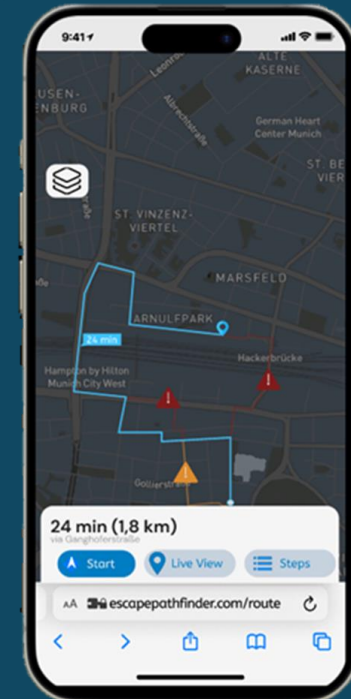 9:41
ALTE
KASERNE
Leonrod
USEN-
ENBURG
Albrechtstraße
German Heart
Center Munich
ST. BE
VIER
ST. VINZENZ-
VIERTEL
MARSFELD
ARNULFPARK
24 min
Hackerbrücke
Hampton by Hilton
Munich City West
Gollierstraße
24 min (1,8 km)
via Ganghoferstraße
Start
Live View
Steps
AA escapepathfinder.com/route